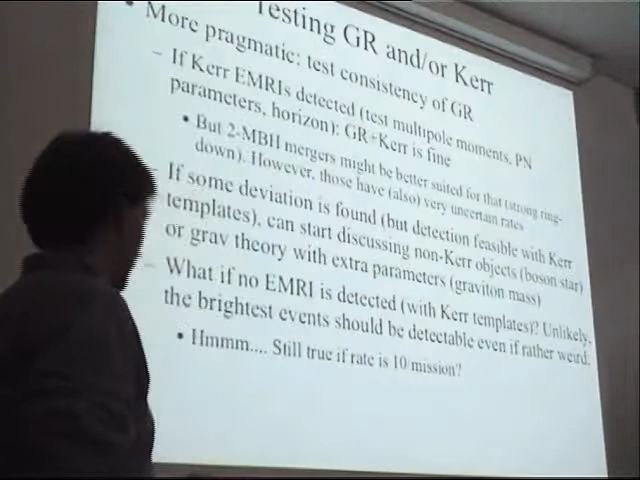 Testing GR and/or Kerr
• More pragmatic: test consistency of GR
– If Kerr EMRIs detected (test multipole moments, PN
parameters, horizon): GR+Kerr is fine
• But 2-MBH mergers might be better suited for that (strong ring-
down). However, those have (also) very uncertain rates
– If some deviation is found (but detection feasible with Kerr
templates), can start discussing non-Kerr objects (boson star)
or grav theory with extra parameters (graviton mass)
– What if no EMRI is detected (with Kerr templates)? Unlikely,
the brightest events should be detectable even if rather weird.
• Hmmm.... Still true if rate is 10/mission?